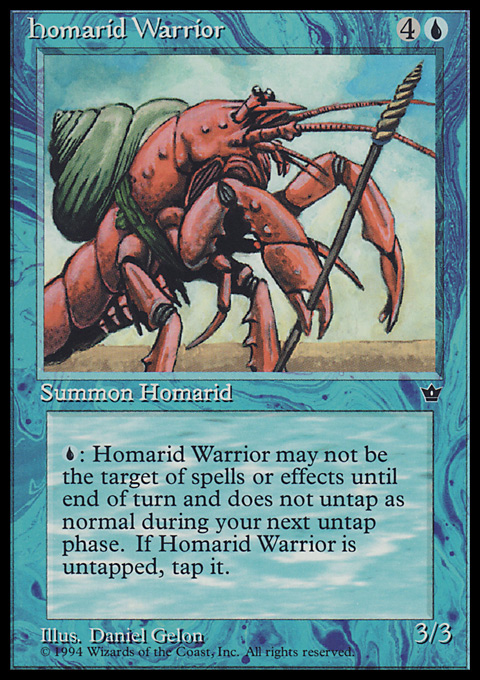 Homarid Warrior 4
Summon Homarid
: Homarid Warrior may not be
the target of spells or effects until
end of turn and does not untap as
normal during your next untap
phase. If Homarid Warrior is
untapped, tap it.
Illus. Daniel Gelon 3/3
© 1994 Wizards of the Coast, Inc. All rights reserved.